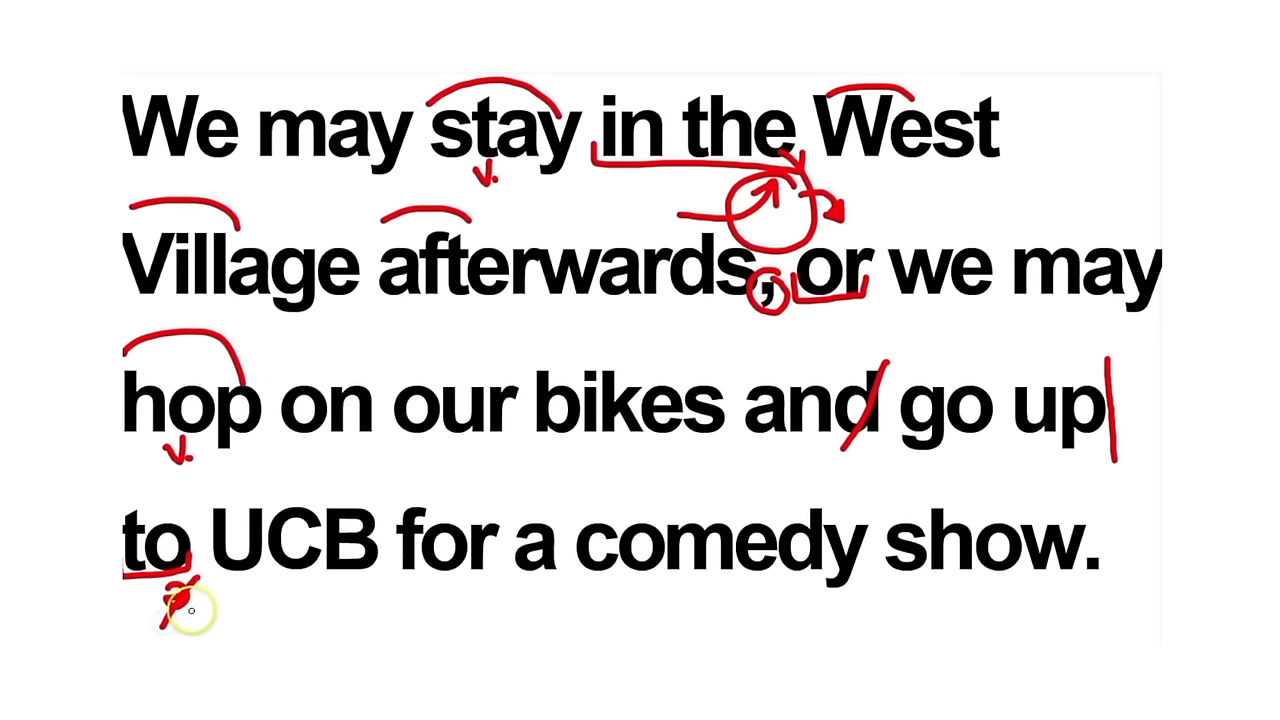 We may stay in the West
v.
Village afterwards, or we may
hop on our bikes and go up
v.
to UCB for a comedy show.